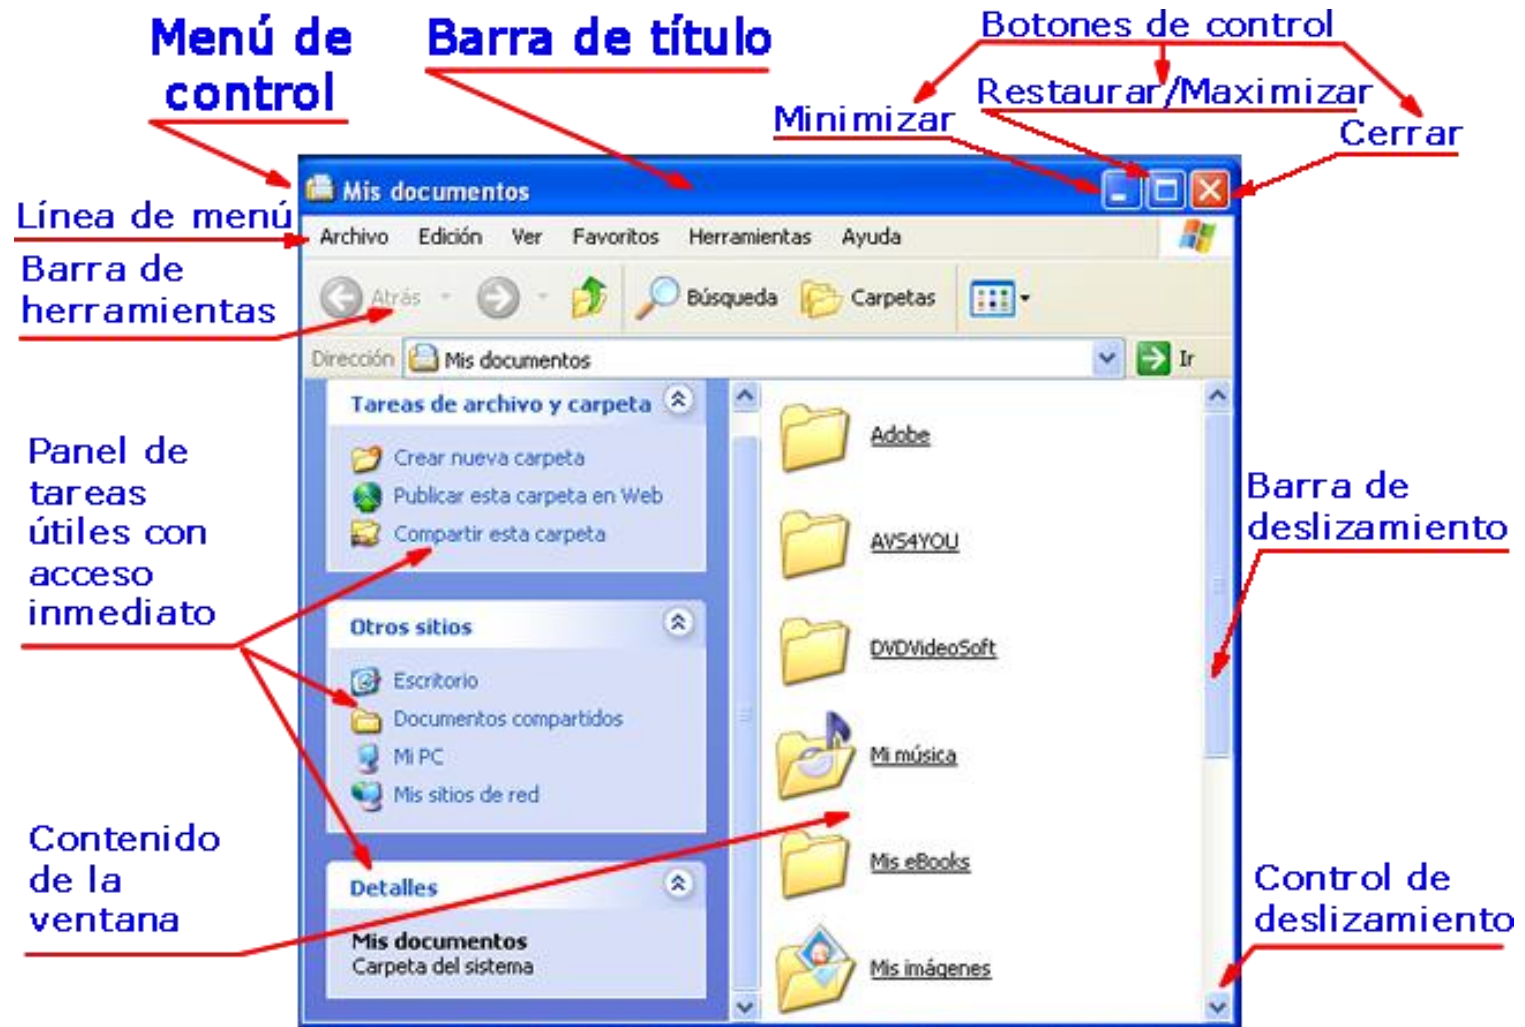 Menú de
control
Barra de título
Botones de control
Restaurar/Maximizar
Minimizar
Cerrar
Mis documentos
Línea de menú
Archivo Edición Ver Favoritos Herramientas Ayuda
Barra de
herramientas
Atrás Búsqueda Carpetas
Dirección Mis documentos Ir
Panel de
tareas
útiles con
acceso
inmediato
Tareas de archivo y carpeta
Crear nueva carpeta
Publicar esta carpeta en Web
Compartir esta carpeta
Otros sitios
Escritorio
Documentos compartidos
Mi PC
Mis sitios de red
Detalles
Mis documentos
Carpeta del sistema
Adobe
AVS4YOU
DVDVideoSoft
Mi música
Mis eBooks
Mis imágenes
Barra de
deslizamiento
Contenido
de la
ventana
Control de
deslizamiento